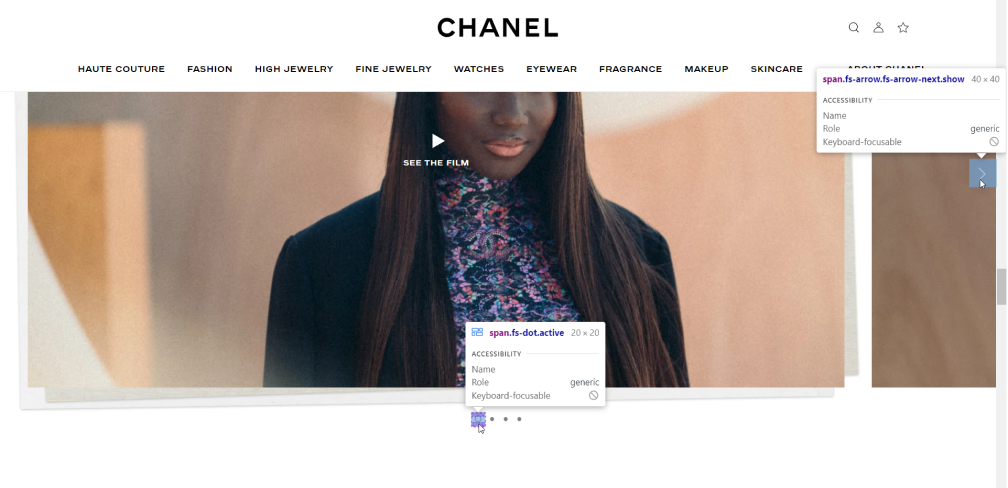 CHANEL
HAUTE COUTURE FASHION HIGH JEWELRY FINE JEWELRY WATCHES EYEWEAR FRAGRANCE MAKEUP SKINCARE ABOUT CHANEL
span.fs-arrow.fs-arrow-next.show 40 × 40
ACCESSIBILITY
Name
Role generic
Keyboard-focusable
SEE THE FILM
span.fs-dot.active 20 × 20
ACCESSIBILITY
Name
Role generic
Keyboard-focusable